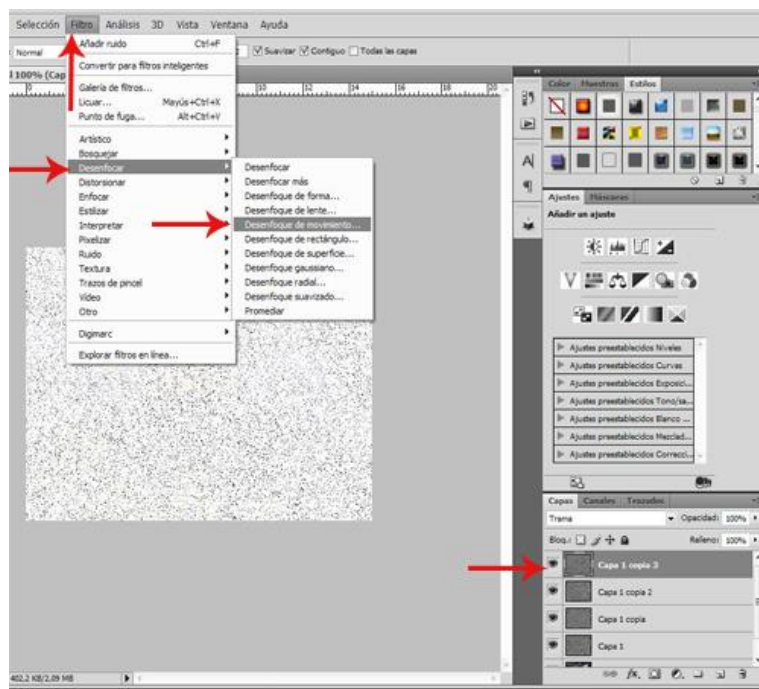 Selección Filtro Análisis 3D Vista Ventana Ayuda
Normal
Suavizar Contiguo Todas las capas
Añadir ruido Ctrl+F
Convertir para filtros inteligentes
Galería de filtros...
Licuar... Mayús+Ctrl+X
Punto de fuga... Alt+Ctrl+V
Artístico
Bosquejar
Desenfocar
Distorsionar
Enfocar
Estilizar
Interpretar
Pixelizar
Ruido
Textura
Trazos de pincel
Vídeo
Otro
Digimarc
Explorar filtros en línea...
Desenfocar
Desenfocar más
Desenfoque de forma...
Desenfoque de lente...
Desenfoque de movimiento...
Desenfoque de rectángulo...
Desenfoque de superficie...
Desenfoque gaussiano...
Desenfoque radial...
Desenfoque suavizado...
Promediar
100% (Cap
10 12 14 16 18 20
Color Muestras Estilos
Ajustes Máscaras
Añadir un ajuste
Ajustes preestablecidos Niveles
Ajustes preestablecidos Curvas
Ajustes preestablecidos Exposici...
Ajustes preestablecidos Tono/sa...
Ajustes preestablecidos Blanco ...
Ajustes preestablecidos Mezclad...
Ajustes preestablecidos Correcci...
Capas Canales Trazados
Trama Opacidad: 100%
Bloq.: Relleno: 100%
Capa 1 copia 3
Capa 1 copia 2
Capa 1 copia
Capa 1
402,2 KB/2,09 MB